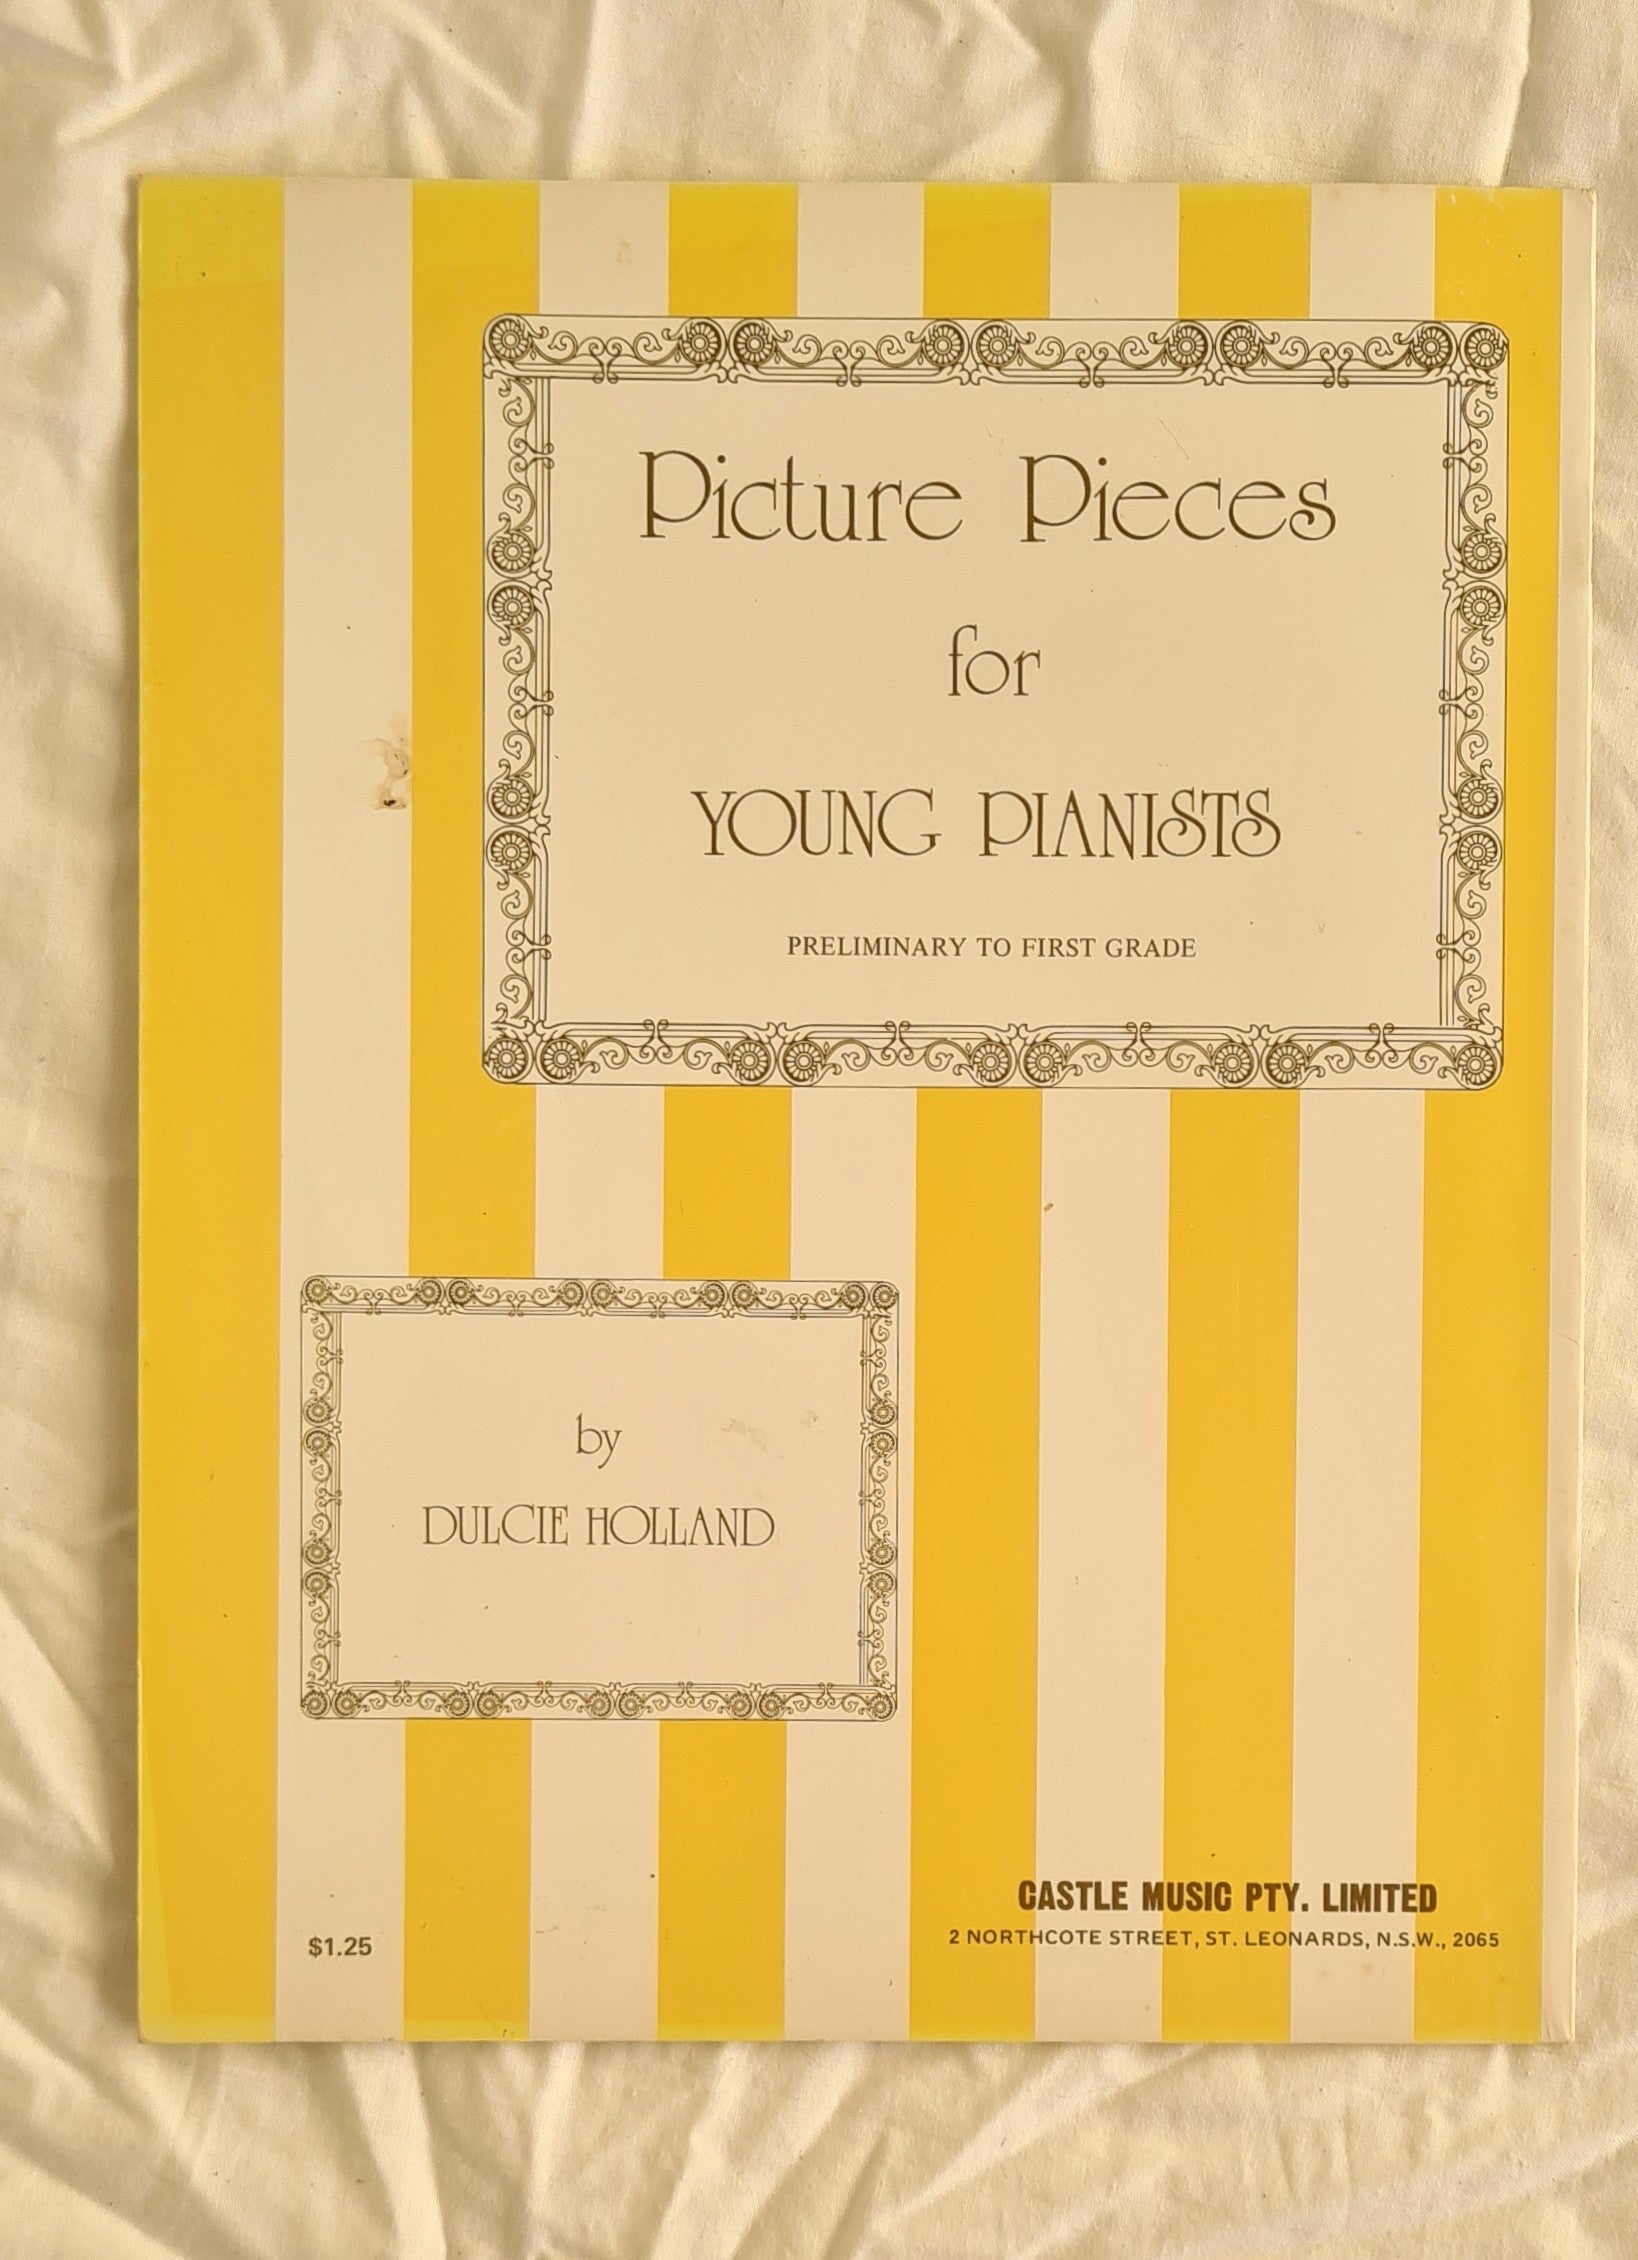 Picture Pieces
for
YOUNG PIANISTS
PRELIMINARY TO FIRST GRADE
by
DULCIE HOLLAND
$1.25
CASTLE MUSIC PTY. LIMITED
2 NORTHCOTE STREET, ST. LEONARDS, N.S.W., 2065